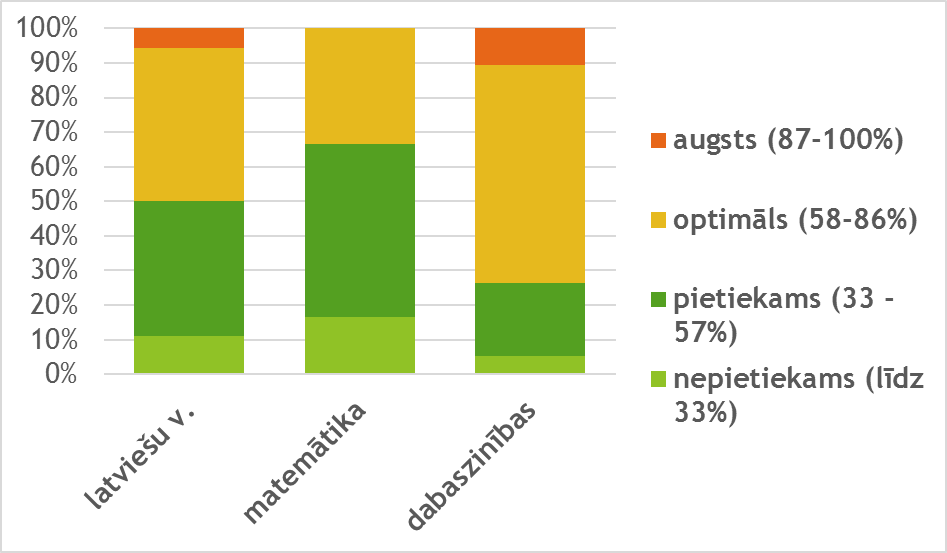 100%
90%
80%
70%
60%
50%
40%
30%
20%
10%
0%
latviešu v.
matemātika
dabaszinības
augsts (87-100%)
optimāls (58-86%)
pietiekams (33 -
57%)
nepietiekams (līdz
33%)